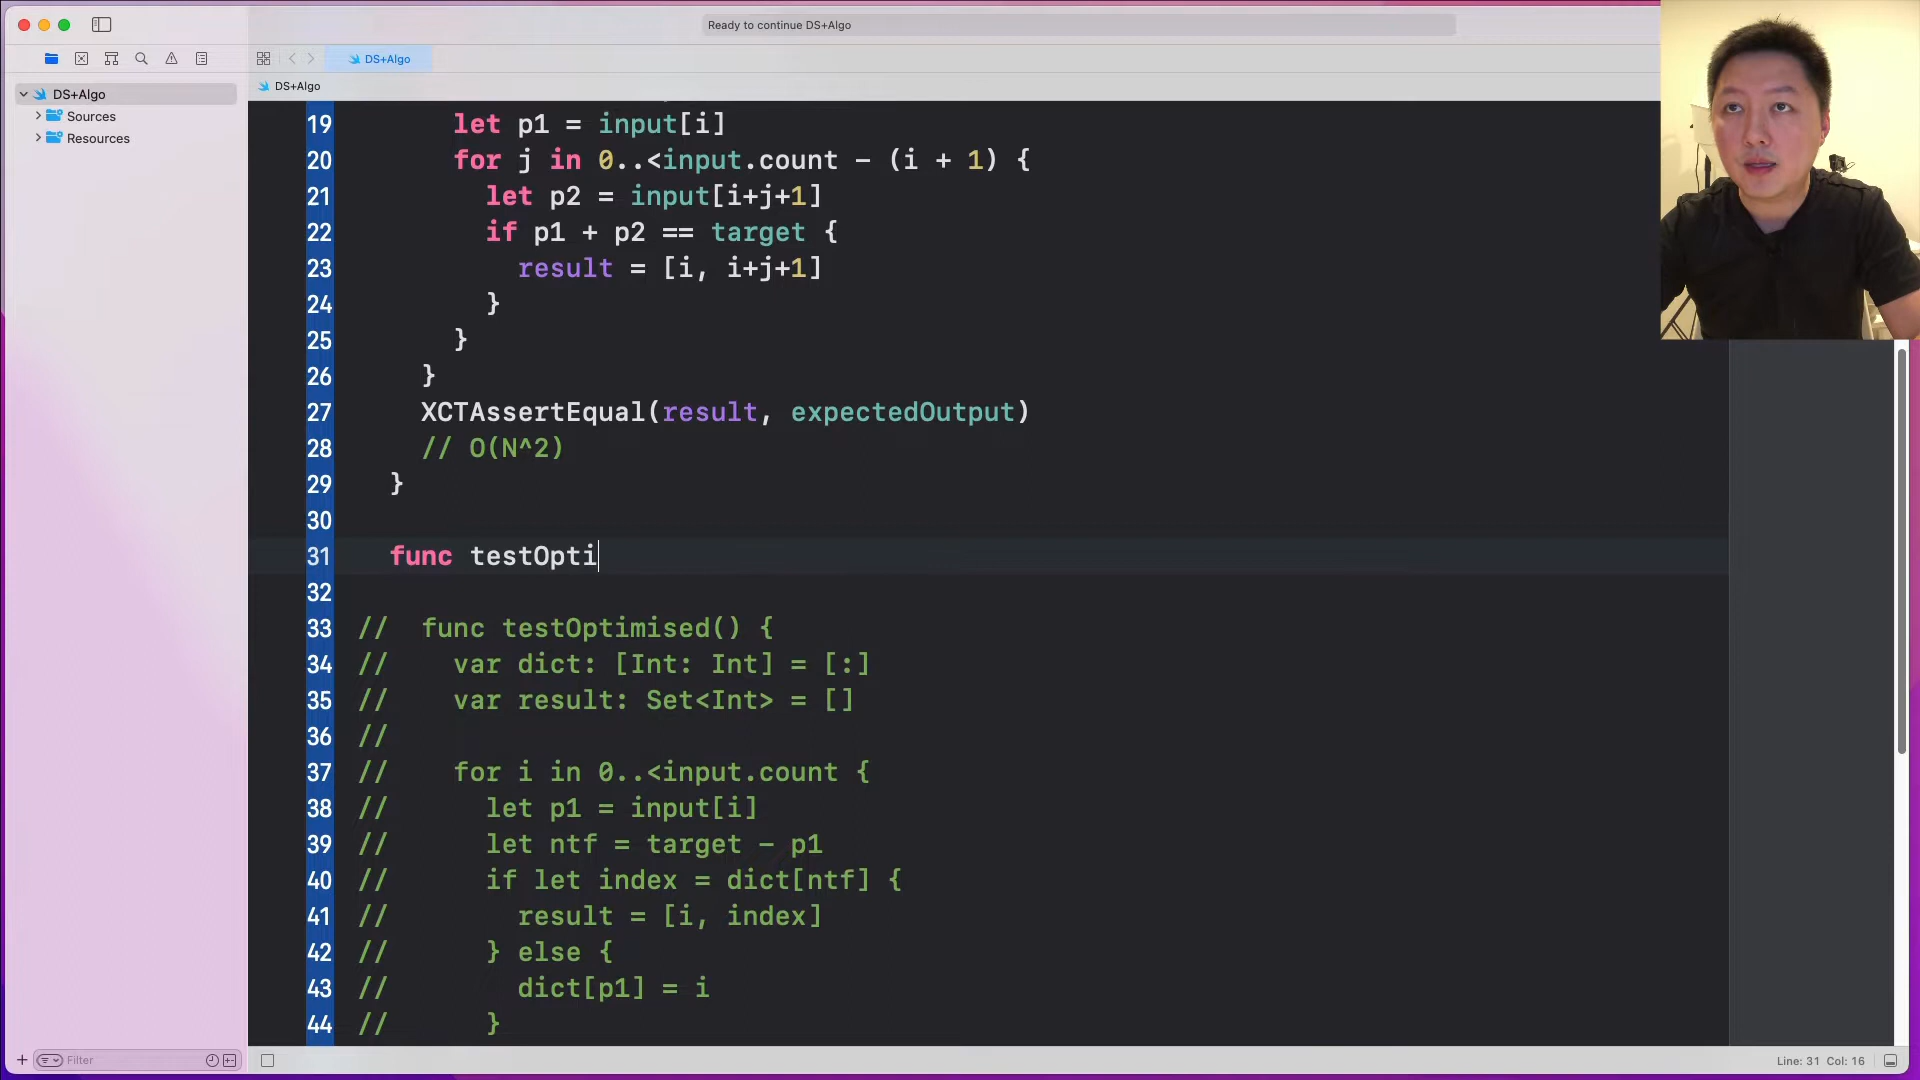 Ready to continue DS+Algo
DS+Algo
DS+Algo
DS+Algo
Sources
Resources
19 let p1 = input[i]
20 for j in 0..<input.count - (i + 1) {
21 let p2 = input[i+j+1]
22 if p1 + p2 == target {
23 result = [i, i+j+1]
24 }
25 }
26 }
27 XCTAssertEqual(result, expectedOutput)
28 // O(N^2)
29 }
30
31 func testOpti
32
33 // func testOptimised() {
34 // var dict: [Int: Int] = [:]
35 // var result: Set<Int> = []
36 //
37 // for i in 0..<input.count {
38 // let p1 = input[i]
39 // let ntf = target - p1
40 // if let index = dict[ntf] {
41 // result = [i, index]
42 // } else {
43 // dict[p1] = i
44 // }
Filter
Line: 31 Col: 16